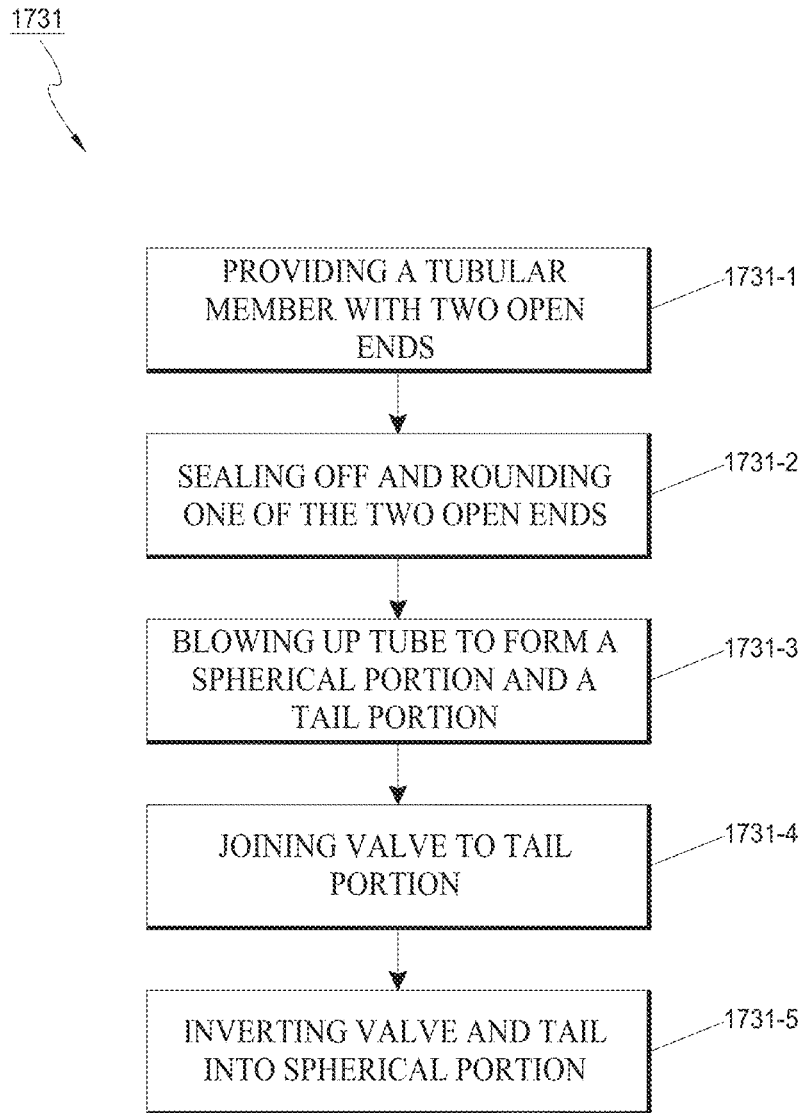 1731
PROVIDING A TUBULAR
MEMBER WITH TWO OPEN
ENDS
1731-1
SEALING OFF AND ROUNDING
ONE OF THE TWO OPEN ENDS
1731-2
BLOWING UP TUBE TO FORM A
SPHERICAL PORTION AND A
TAIL PORTION
1731-3
JOINING VALVE TO TAIL
PORTION
1731-4
INVERTING VALVE AND TAIL
INTO SPHERICAL PORTION
1731-5